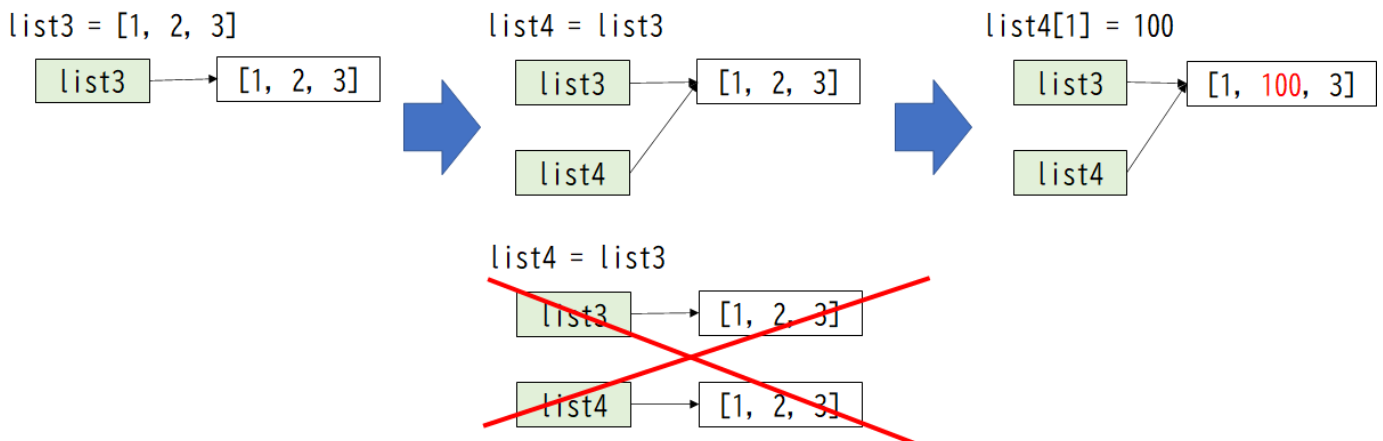 list3 = [1, 2, 3]
list3
[1, 2, 3]
list4 = list3
list3
[1, 2, 3]
list4
list4[1] = 100
list3
[1, 100, 3]
list4
list4 = list3
list3
[1, 2, 3]
list4
[1, 2, 3]